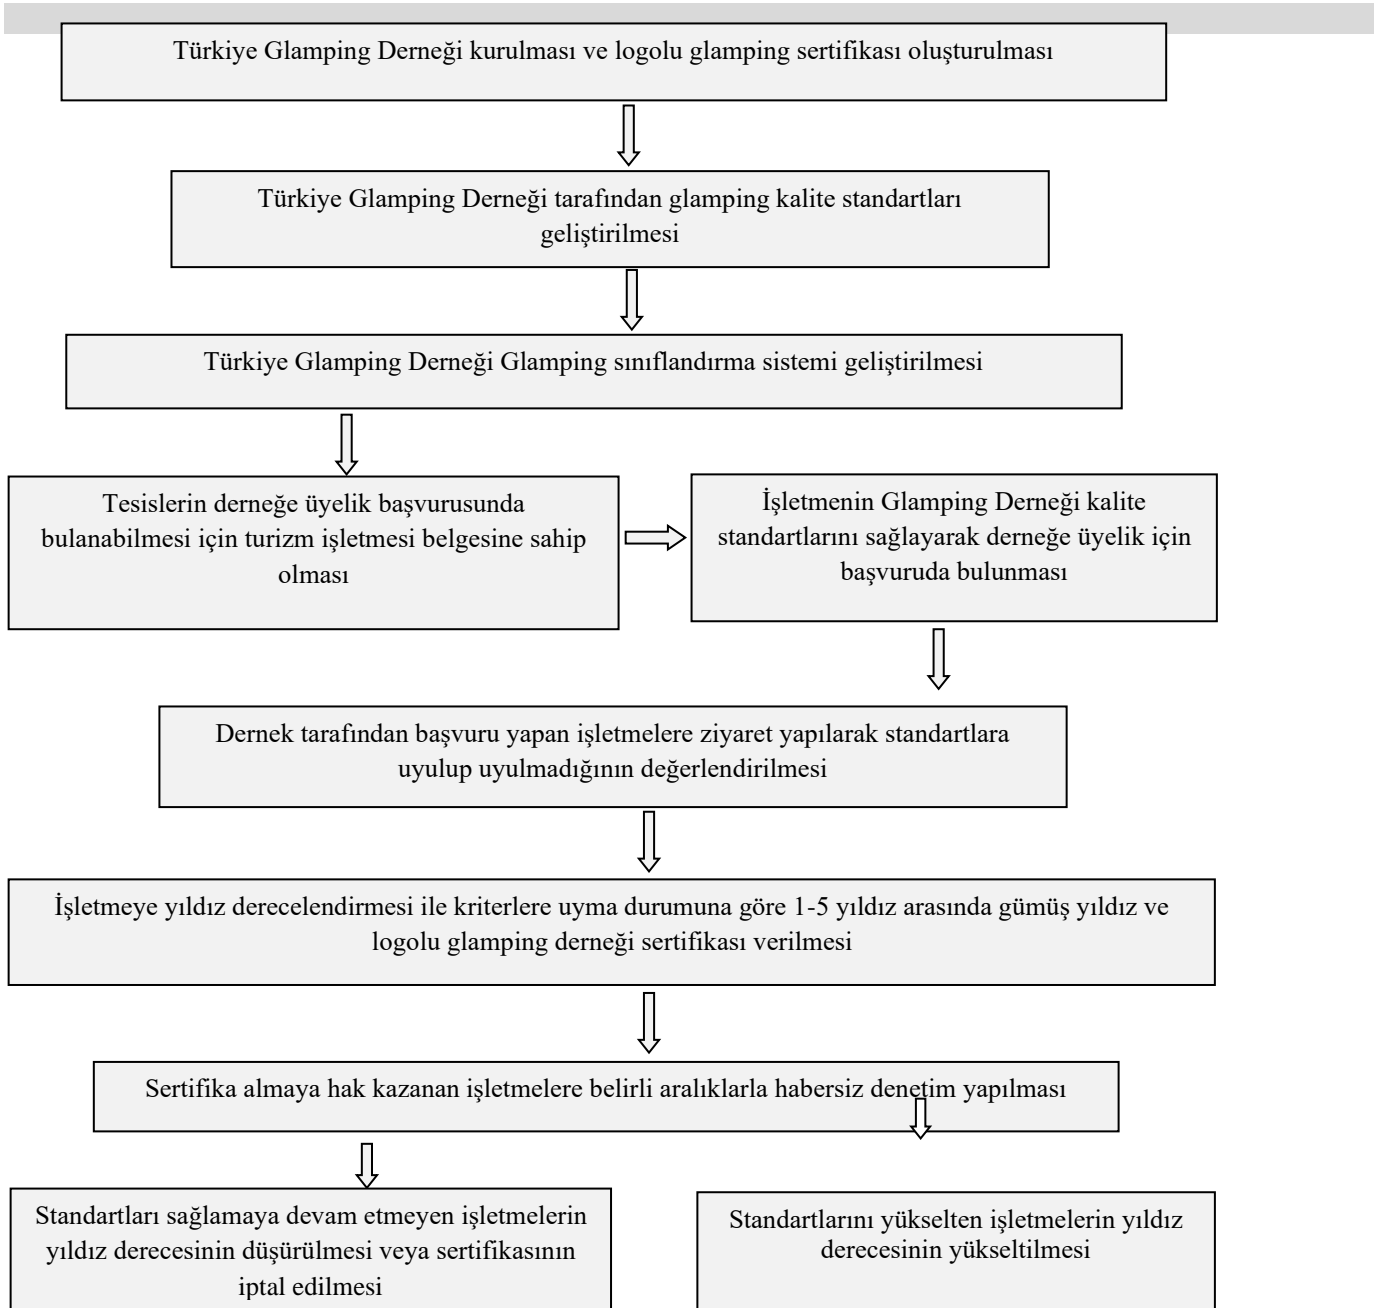 Türkiye Glamping Derneği kurulması ve logolu glamping sertifikası oluşturulması
Türkiye Glamping Derneği tarafından glamping kalite standartları
geliştirilmesi
Türkiye Glamping Derneği Glamping sınıflandırma sistemi geliştirilmesi
Tesislerin derneğe üyelik başvurusunda
bulanabilmesi için turizm işletmesi belgesine sahip
olması
İşletmenin Glamping Derneği kalite
standartlarını sağlayarak derneğe üyelik için
başvuruda bulunması
Dernek tarafından başvuru yapan işletmelere ziyaret yapılarak standartlara
uyulup uyulmadığının değerlendirilmesi
İşletmeye yıldız derecelendirmesi ile kriterlere uyma durumuna göre 1-5 yıldız arasında gümüş yıldız ve
logolu glamping derneği sertifikası verilmesi
Sertifika almaya hak kazanan işletmelere belirli aralıklarla habersiz denetim yapılması
Standartları sağlamaya devam etmeyen işletmelerin
yıldız derecesinin düşürülmesi veya sertifikasının
iptal edilmesi
Standartlarını yükselten işletmelerin yıldız
derecesinin yükseltilmesi